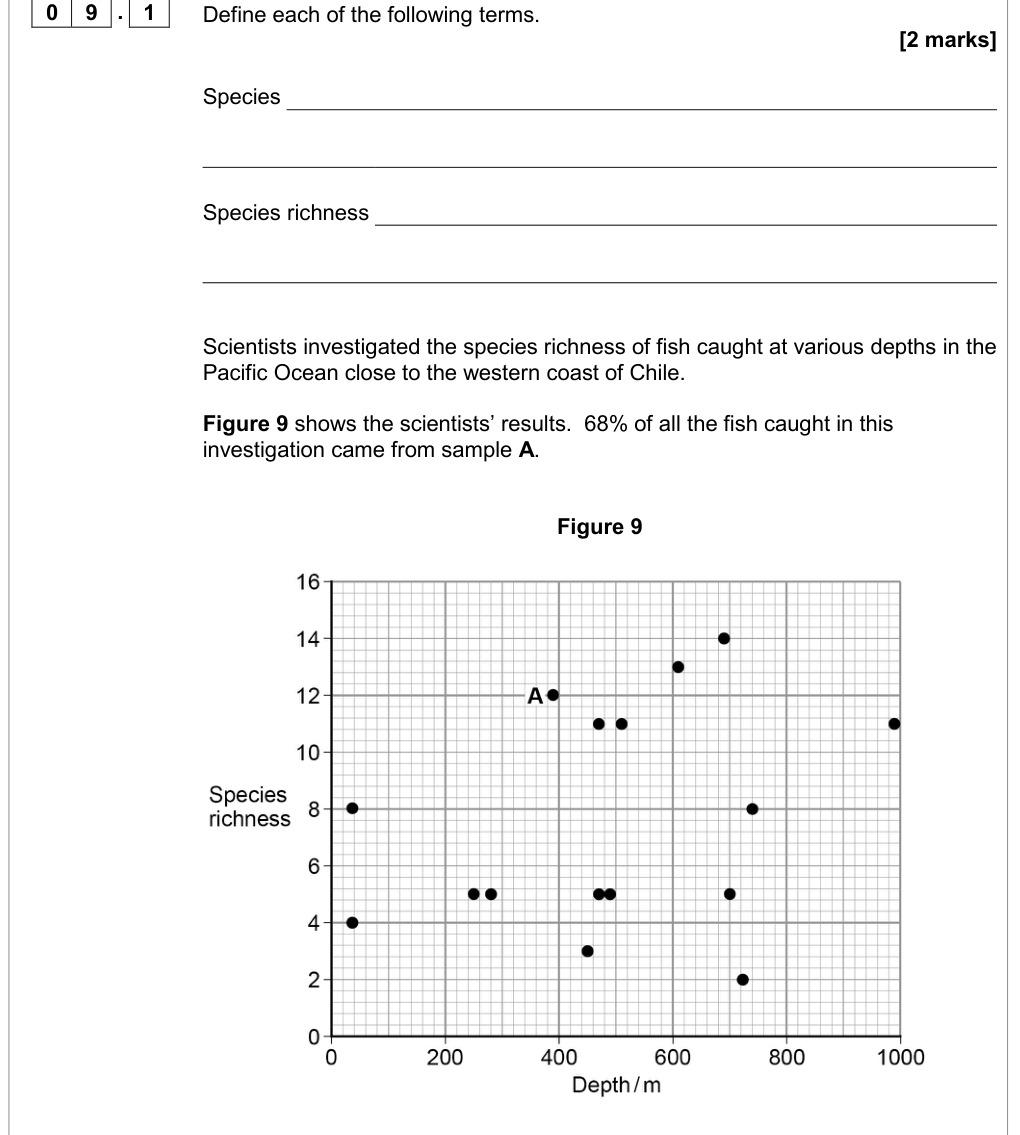 0 9 . 1 Define each of the following terms.
[2 marks]
Species
Species richness
Scientists investigated the species richness of fish caught at various depths in the
Pacific Ocean close to the western coast of Chile.
Figure 9 shows the scientists’ results. 68% of all the fish caught in this
investigation came from sample A.
Figure 9
16
14
12
A
10
Species
richness
8
6
4
2
0
0 200 400 600 800 1000
Depth / m